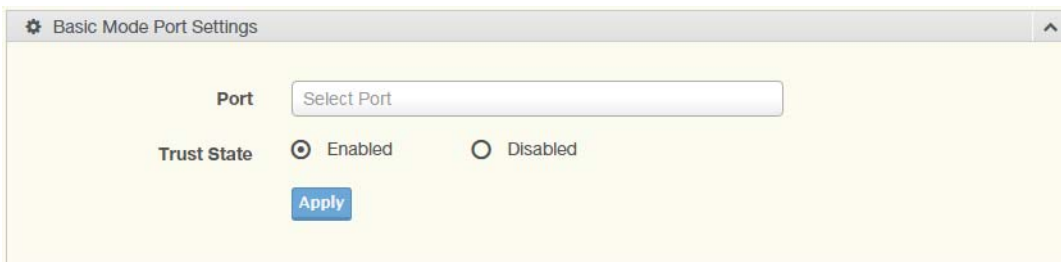 Basic Mode Port Settings
Port Select Port
Trust State Enabled Disabled
Apply